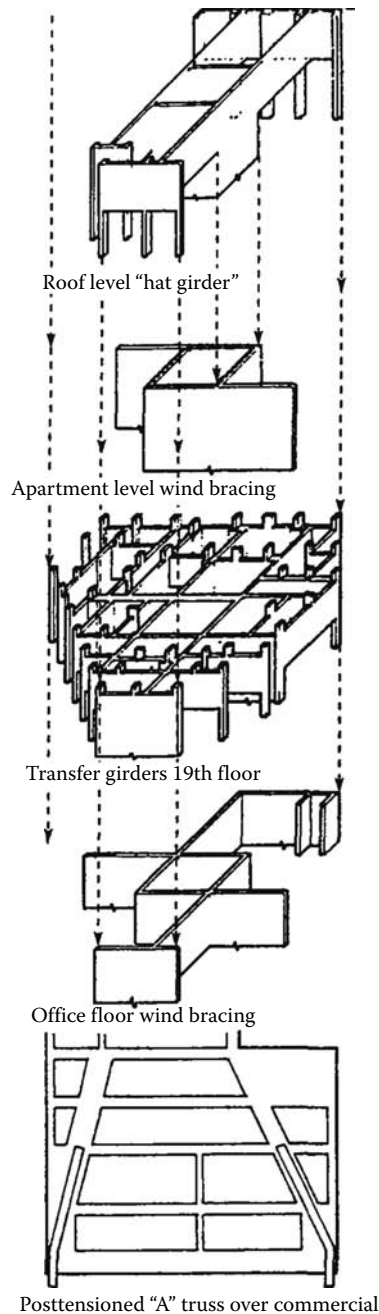 Roof level “hat girder”
Apartment level wind bracing
Transfer girders 19th floor
Office floor wind bracing
Posttensioned “A” truss over commercial